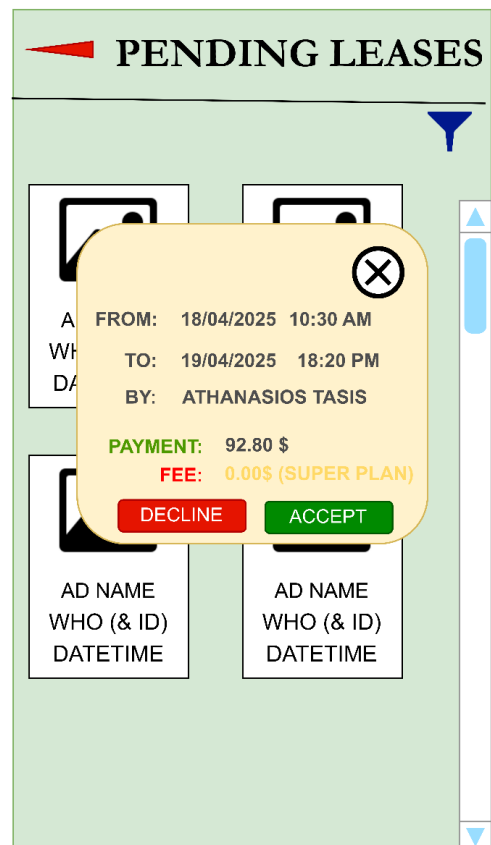 PENDING LEASES
FROM: 18/04/2025 10:30 AM
TO: 19/04/2025 18:20 PM
BY: ATHANASIOS TASIS
PAYMENT: 92.80 $
FEE: 0.00$ (SUPER PLAN)
DECLINE ACCEPT
AD NAME AD NAME
WHO (& ID) WHO (& ID)
DATETIME DATETIME